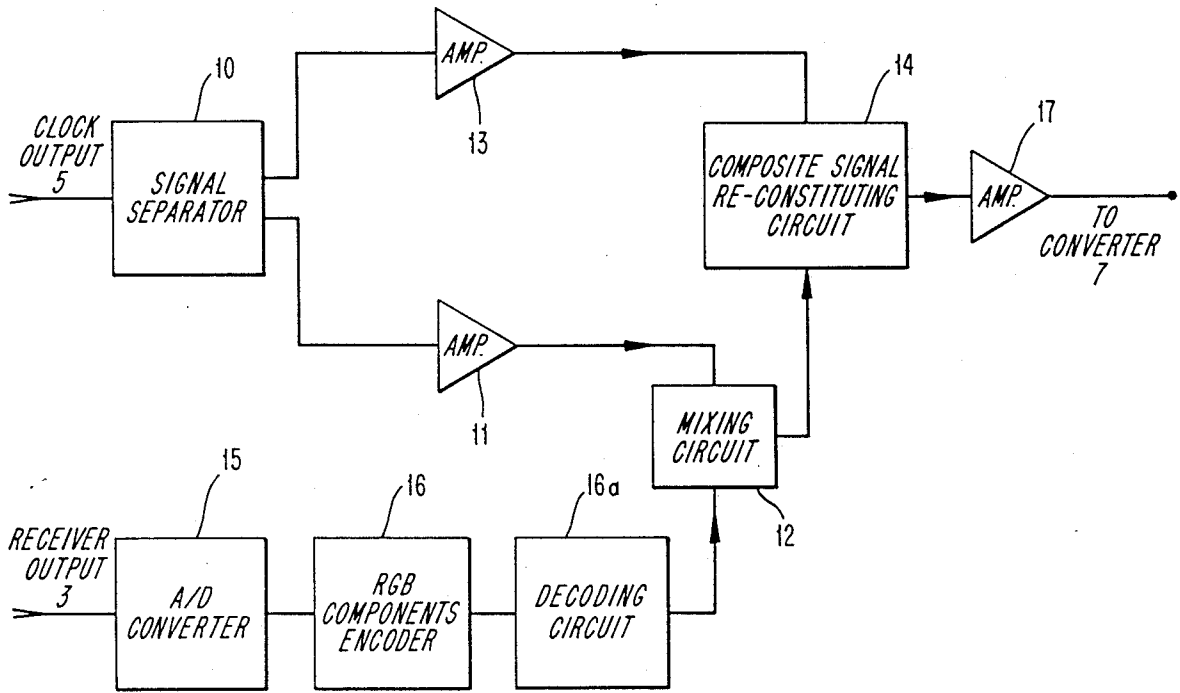 10
CLOCK
OUTPUT
5
SIGNAL
SEPARATOR
AMP.
13
14
COMPOSITE SIGNAL
RE-CONSTITUTING
CIRCUIT
17
AMP.
TO
CONVERTER
7
AMP.
11
MIXING
CIRCUIT
12
15
RECEIVER
OUTPUT
3
A/D
CONVERTER
16
RGB
COMPONENTS
ENCODER
16a
DECODING
CIRCUIT